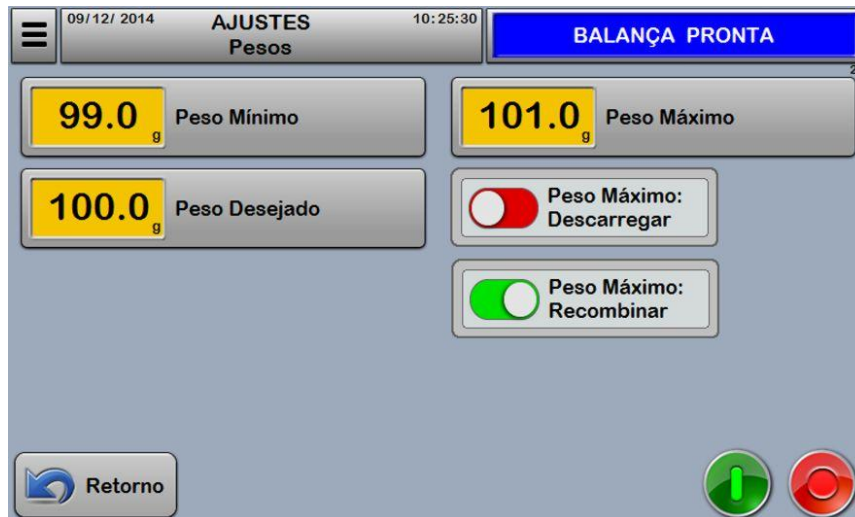 09/12/ 2014
AJUSTES
10:25:30
Pesos
BALANÇA PRONTA
2
99.0 g Peso Mínimo
101.0 g Peso Máximo
100.0 g Peso Desejado
Peso Máximo:
Descarregar
Peso Máximo:
Recombinar
Retorno